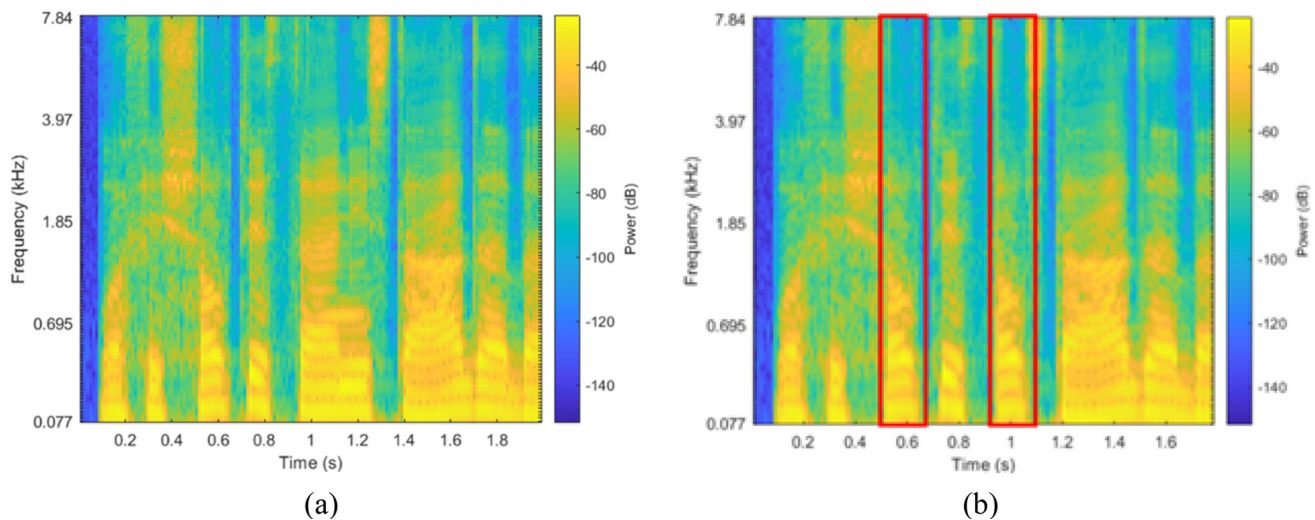 7.84
3.97
1.85
0.695
0.077
Frequency (kHz)
0.2 0.4 0.6 0.8 1 1.2 1.4 1.6 1.8
Time (s)
-40
-60
-80
-100
-120
-140
Power (dB)
(a)
7.84
3.97
1.85
0.695
0.077
Frequency (kHz)
0.2 0.4 0.6 0.8 1 1.2 1.4 1.6
Time (s)
-40
-60
-80
-100
-120
-140
Power (dB)
(b)